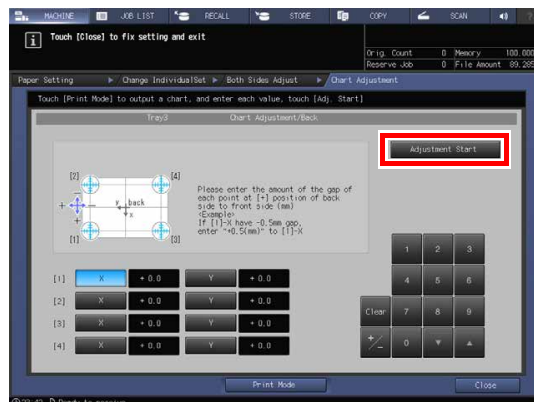 MACHINE JOB LIST RECALL STORE COPY SCAN ?
Touch [Close] to fix setting and
exit
Orig. Count 0 Memory 100.000
Reserve Job 0 File Amount 89.285
Paper Setting Change IndividualSet Both Sides Adjust Chart Adjustment
Touch [Print Mode] to output a chart, and enter each value, touch [Adj. Start]
Tray3 Chart Adjustment/Back
Adjustment Start
[2] [4]
y back
x
[1] [3]
Please enter the amount of the gap of
each point at [+] position of back
side to front side (mm)
<Example>
If [1]-X have -0.5mm gap,
enter "+0.5(mm)" to [1]-X
[1] X + 0.0 Y + 0.0
[2] X + 0.0 Y + 0.0
[3] X + 0.0 Y + 0.0
[4] X + 0.0 Y + 0.0
1 2 3
4 5 6
Clear 7 8 9
+/- 0 ▼ ▲
Print Mode Close